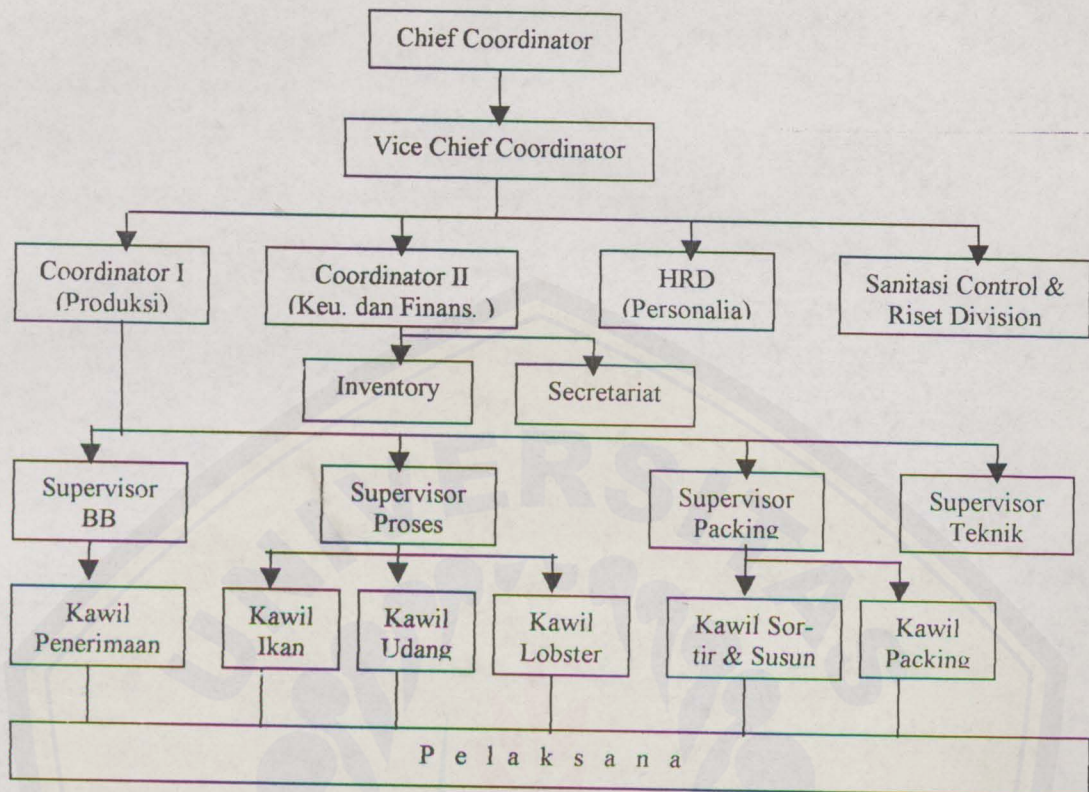 Chief Coordinator
Vice Chief Coordinator
Coordinator I
(Produksi)
Coordinator II
(Keu. dan Finans.)
HRD
(Personalia)
Sanitasi Control &
Riset Division
Inventory
Secretariat
Supervisor
BB
Supervisor
Proses
Supervisor
Packing
Supervisor
Teknik
Kawil
Penerimaan
Kawil
Ikan
Kawil
Udang
Kawil
Lobster
Kawil Sor-
tir & Susun
Kawil
Packing
P e l a k s a n a
UNIVERSITAS